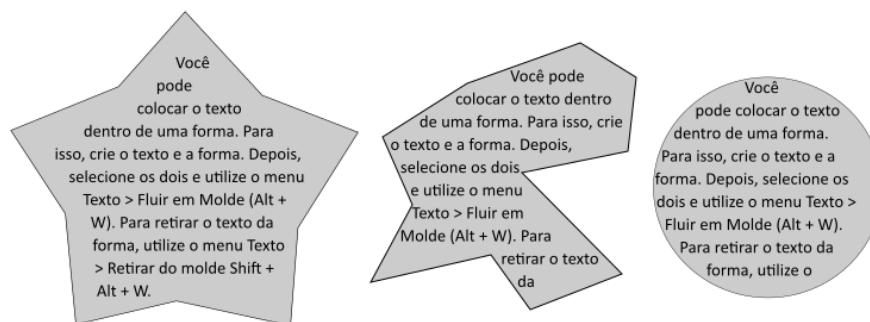 Você
pode
colocar o texto
dentro de uma forma. Para
isso, crie o texto e a forma. Depois,
selecione os dois e utilize o menu
Texto > Fluir em Molde (Alt +
W). Para retirar o texto da
forma, utilize o menu Texto
> Retirar do molde Shift +
Alt + W.
Você pode
colocar o texto dentro
de uma forma. Para isso, crie
o texto e a forma. Depois,
selecione os dois
e utilize o menu
Texto > Fluir em
Molde (Alt + W). Para
retirar o texto
da
Você
pode colocar o texto
dentro de uma forma.
Para isso, crie o texto e a
forma. Depois, selecione os
dois e utilize o menu Texto >
Fluir em Molde (Alt + W).
Para retirar o texto da
forma, utilize o